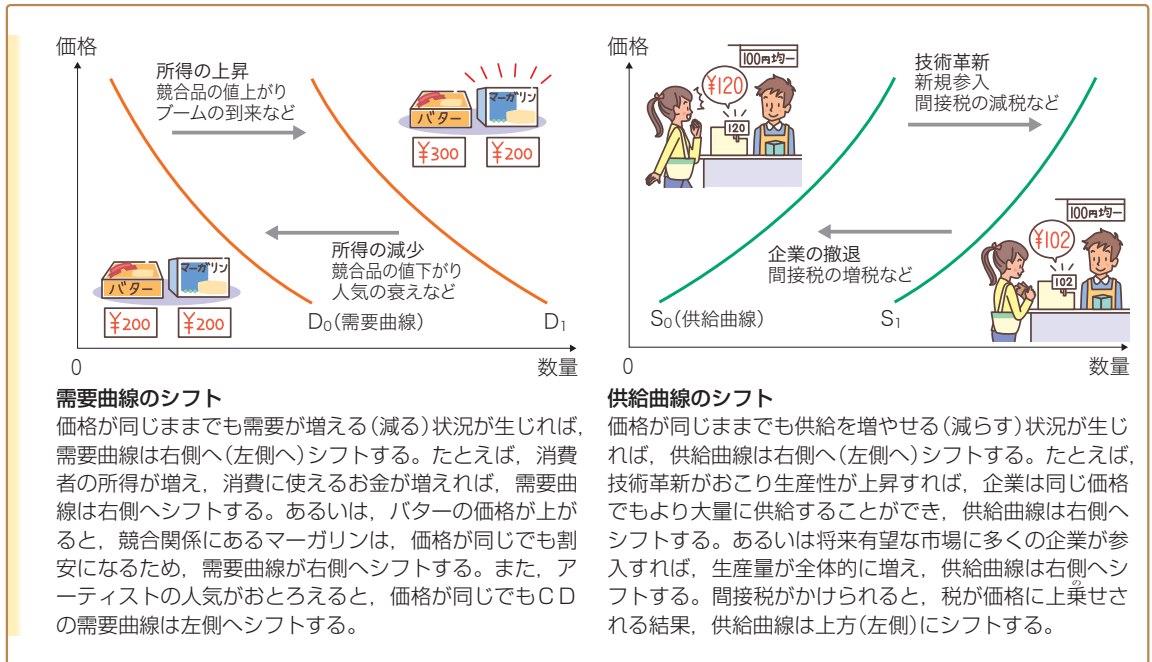 価格
所得の上昇
競合品の値上がり
ブームの到来など
バター
マーガリン
¥300
¥200
所得の減少
競合品の値下がり
人気の衰えなど
バター
マーガリン
¥200
¥200
D₀(需要曲線)
D₁
0
数量
需要曲線のシフト
価格が同じままでも需要が増える(減る)状況が生じれば,
需要曲線は右側へ(左側へ)シフトする。たとえば,消費
者の所得が増え,消費に使えるお金が増えれば,需要曲
線は右側へシフトする。あるいは,バターの価格が上が
ると,競合関係にあるマーガリンは,価格が同じでも割
安になるため,需要曲線が右側へシフトする。また,ア
ーティストの人気がおとろえると,価格が同じでもCD
の需要曲線は左側へシフトする。
価格
100円均一
¥120
120
技術革新
新規参入
間接税の減税など
企業の撤退
間接税の増税など
100円均一
¥102
102
S₀(供給曲線)
S₁
0
数量
供給曲線のシフト
価格が同じままでも供給を増やせる(減らす)状況が生じ
れば,供給曲線は右側へ(左側へ)シフトする。たとえば,
技術革新がおこり生産性が上昇すれば,企業は同じ価格
でもより大量に供給することができ,供給曲線は右側へ
シフトする。あるいは将来有望な市場に多くの企業が参
入すれば,生産量が全体的に増え,供給曲線は右側へシ
フトする。間接税がかけられると,税が価格に上乗の せさ
れる結果,供給曲線は上方(左側)にシフトする。